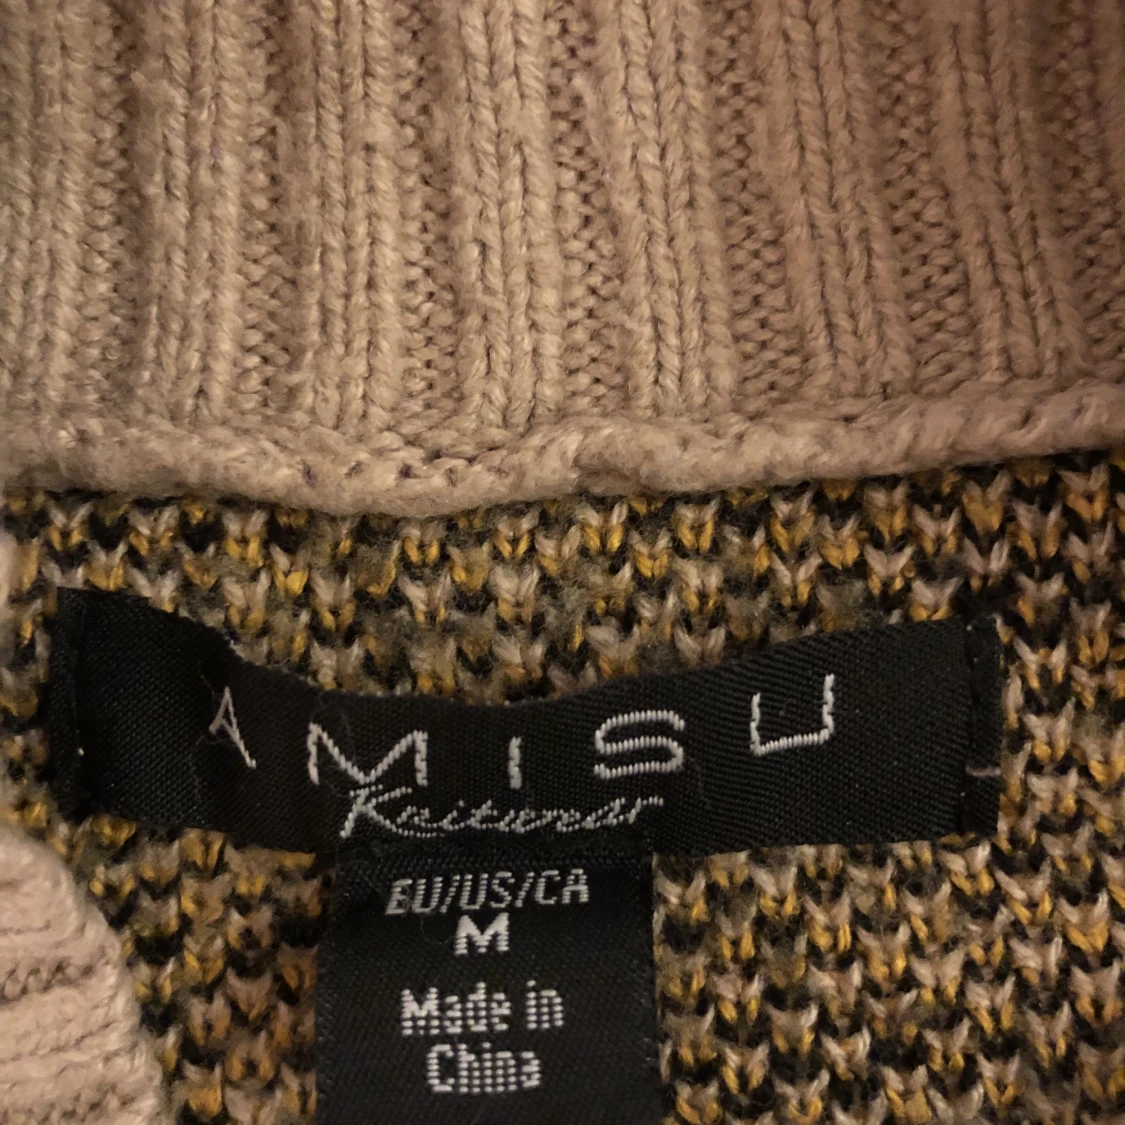 AMISU
Knitwear
EU/US/CA
M
Made in
China